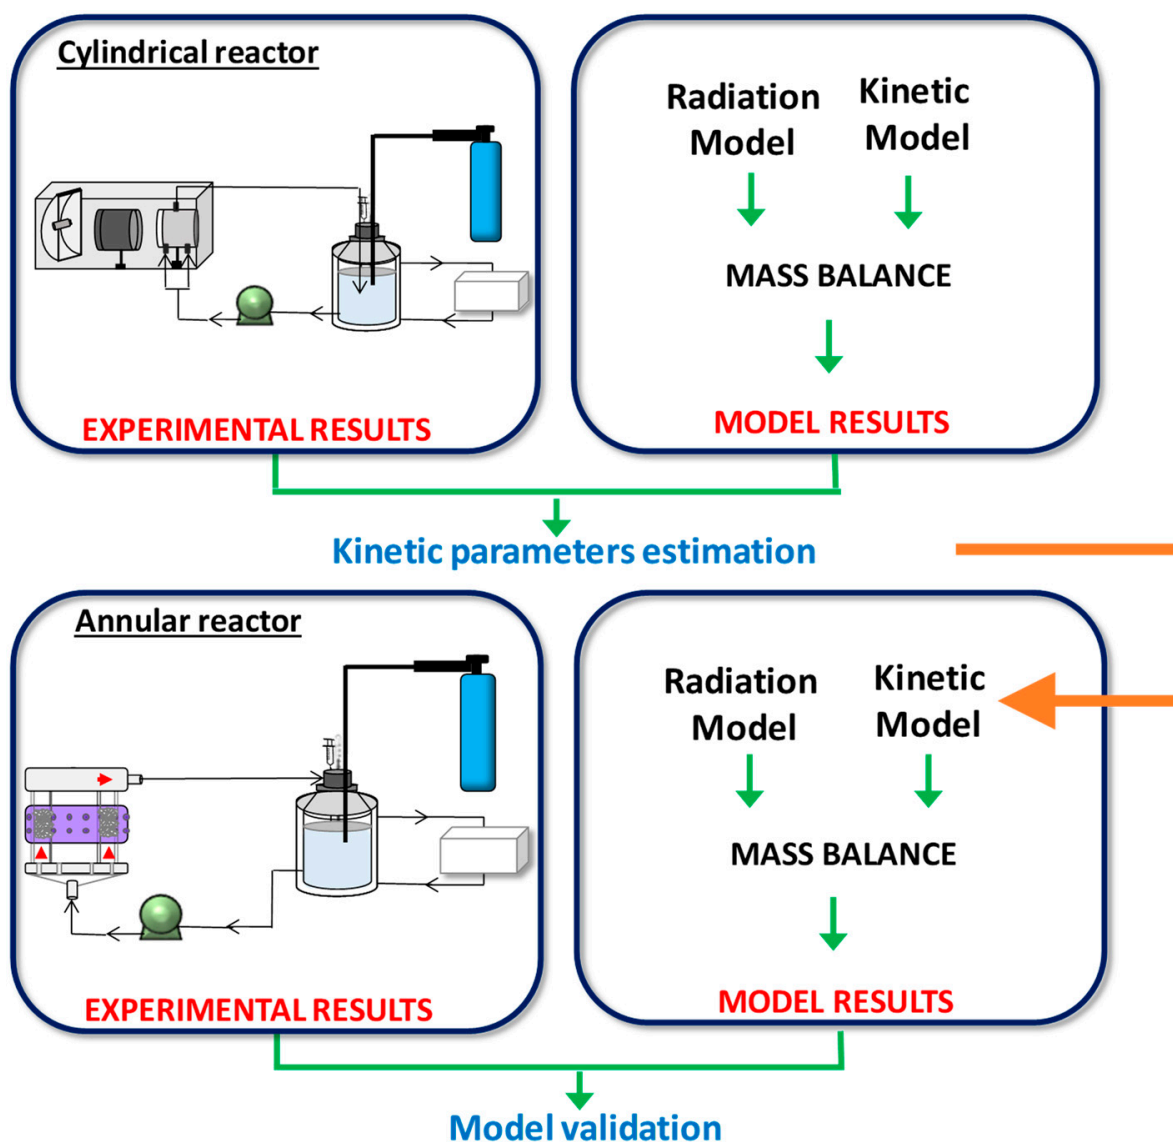 Cylindrical reactor
EXPERIMENTAL RESULTS
Radiation
Model
Kinetic
Model
MASS BALANCE
MODEL RESULTS
Kinetic parameters estimation
Annular reactor
EXPERIMENTAL RESULTS
Radiation
Model
Kinetic
Model
MASS BALANCE
MODEL RESULTS
Model validation